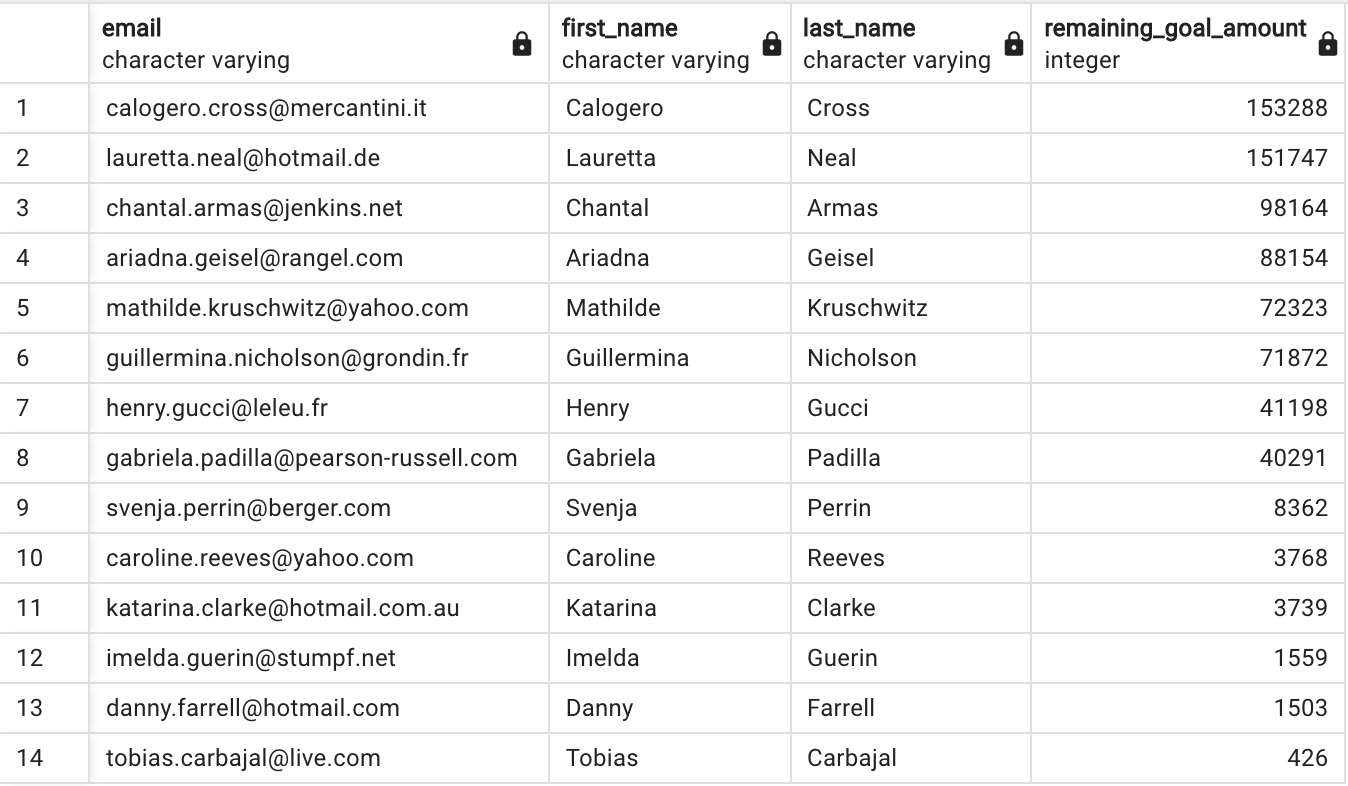 email first_name last_name remaining_goal_amount
character varying character varying character varying integer
1 calogero.cross@mercantini.it Calogero Cross 153288
2 lauretta.neal@hotmail.de Lauretta Neal 151747
3 chantal.armas@jenkins.net Chantal Armas 98164
4 ariadna.geisel@rangel.com Ariadna Geisel 88154
5 mathilde.kruschwitz@yahoo.com Mathilde Kruschwitz 72323
6 guillermina.nicholson@grondin.fr Guillermina Nicholson 71872
7 henry.gucci@leleu.fr Henry Gucci 41198
8 gabriela.padilla@pearson-russell.com Gabriela Padilla 40291
9 svenja.perrin@berger.com Svenja Perrin 8362
10 caroline.reeves@yahoo.com Caroline Reeves 3768
11 katarina.clarke@hotmail.com.au Katarina Clarke 3739
12 imelda.guerin@stumpf.net Imelda Guerin 1559
13 danny.farrell@hotmail.com Danny Farrell 1503
14 tobias.carbajal@live.com Tobias Carbajal 426